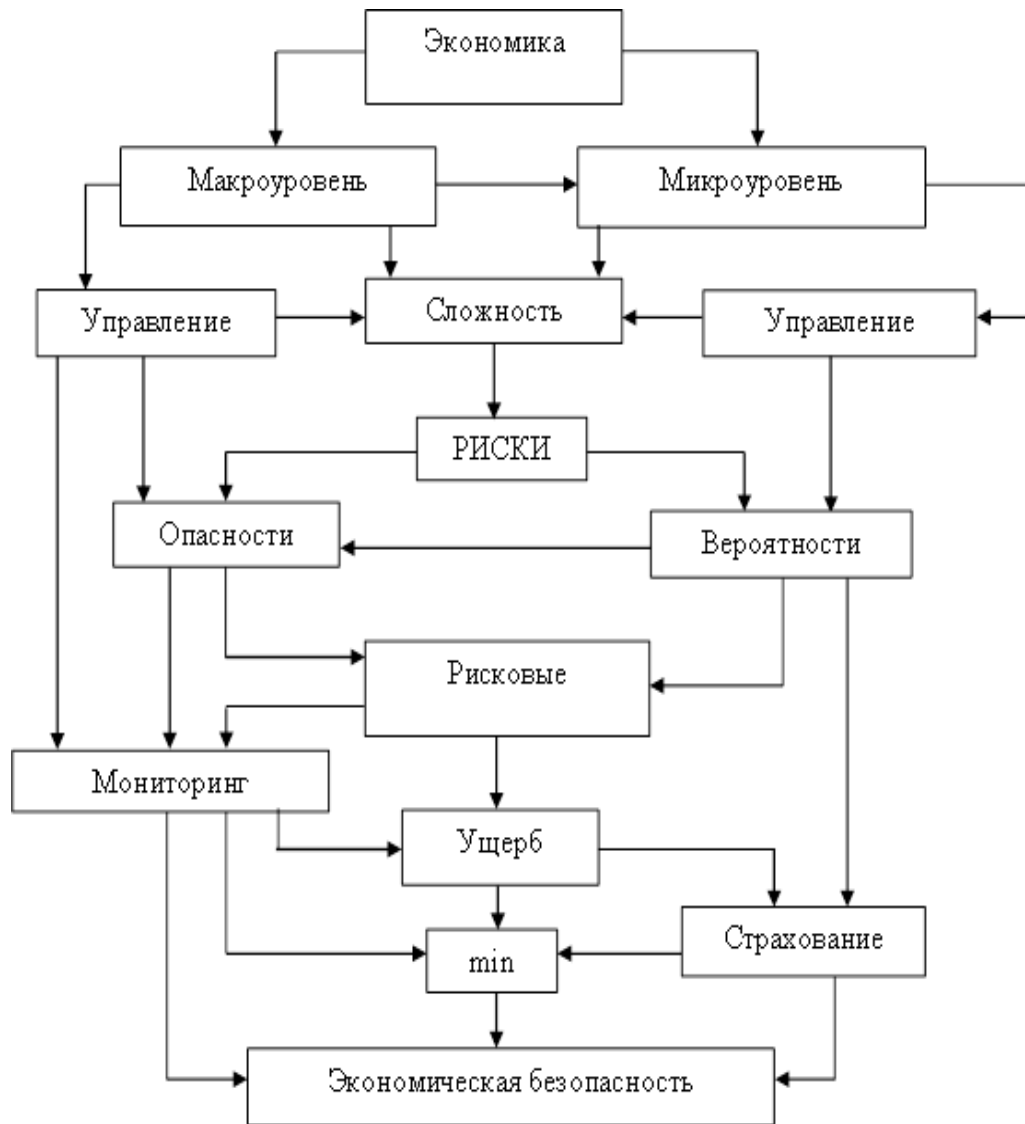 Экономика
Макроуровень
Микроуровень
Управление
Сложность
Управление
РИСКИ
Опасности
Вероятности
Рисковые
Мониторинг
Ущерб
Страхование
min
Экономическая безопасность